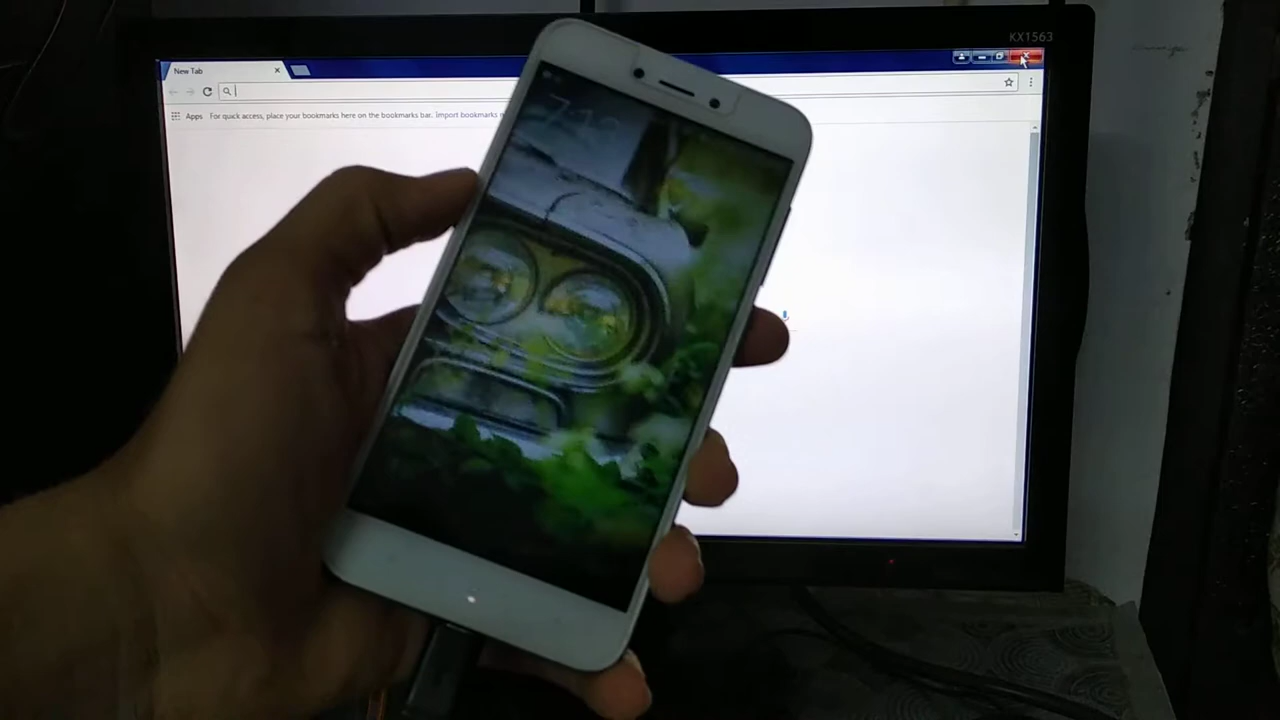 KX1563
New Tab
Apps For quick access, place your bookmarks here on the bookmarks bar. Import bookmarks